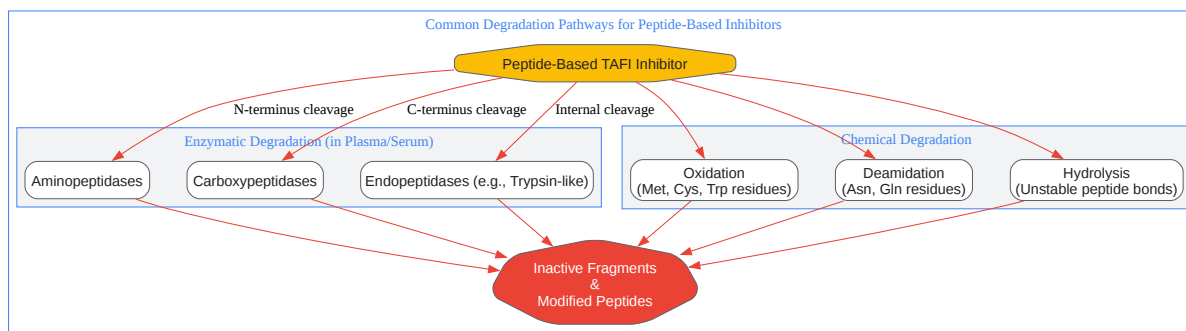 Common Degradation Pathways for Peptide-Based Inhibitors
Peptide-Based TAFI Inhibitor
N-terminus cleavage
C-terminus cleavage
Internal cleavage
Enzymatic Degradation (in Plasma/Serum)
Chemical Degradation
Aminopeptidases
Carboxypeptidases
Endopeptidases (e.g., Trypsin-like)
Oxidation
(Met, Cys, Trp residues)
Deamidation
(Asn, Gln residues)
Hydrolysis
(Unstable peptide bonds)
Inactive Fragments
&
Modified Peptides